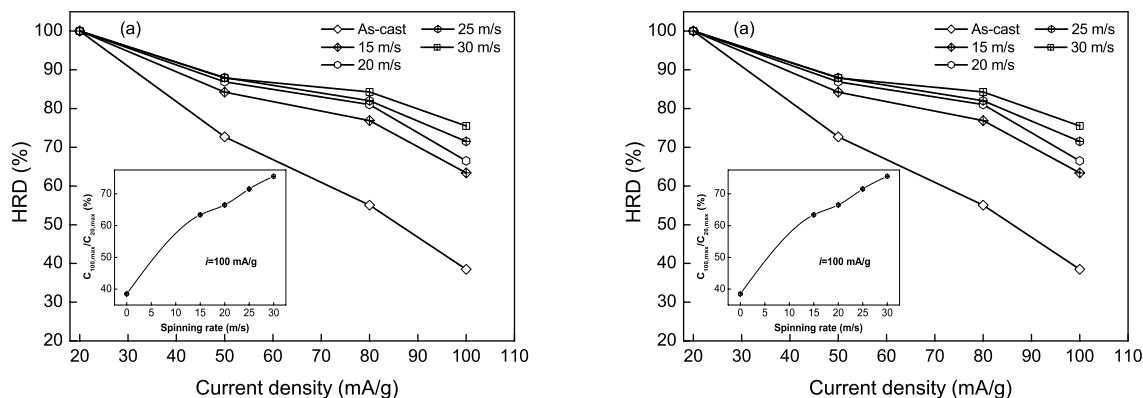 (a)
As-cast
15 m/s
20 m/s
25 m/s
30 m/s
HRD (%)
100
90
80
70
60
50
40
30
20
20 30 40 50 60 70 80 90 100 110
Current density (mA/g)
C100,max/C20,max (%)
70
60
50
40
i=100 mA/g
0 5 10 15 20 25 30
Spinning rate (m/s)
(a)
As-cast
15 m/s
20 m/s
25 m/s
30 m/s
HRD (%)
100
90
80
70
60
50
40
30
20
20 30 40 50 60 70 80 90 100 110
Current density (mA/g)
C100,max/C20,max (%)
70
60
50
40
i=100 mA/g
0 5 10 15 20 25 30
Spinning rate (m/s)